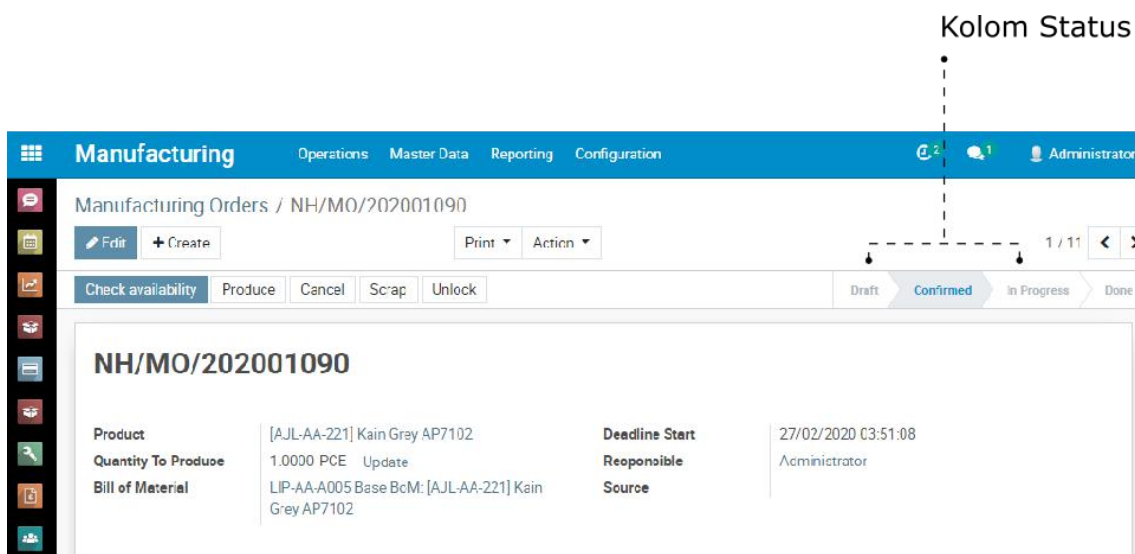 Kolom Status
Manufacturing Operations Master Data Reporting Configuration 2 1 Administrator
Manufacturing Orders / NH/MO/202001090
Edit + Create Print Action 1 / 11
Check availability Produce Cancel Scrap Unlock Draft Confirmed In Progress Done
NH/MO/202001090
Product [AJL-AA-221] Kain Grey AP7102 Deadline Start 27/02/2020 03:51:08
Quantity To Produce 1.0000 PCE Update Responsible Administrator
Bill of Material LIP-AA-A005 Base BoM: [AJL-AA-221] Kain Source
Grey AP7102